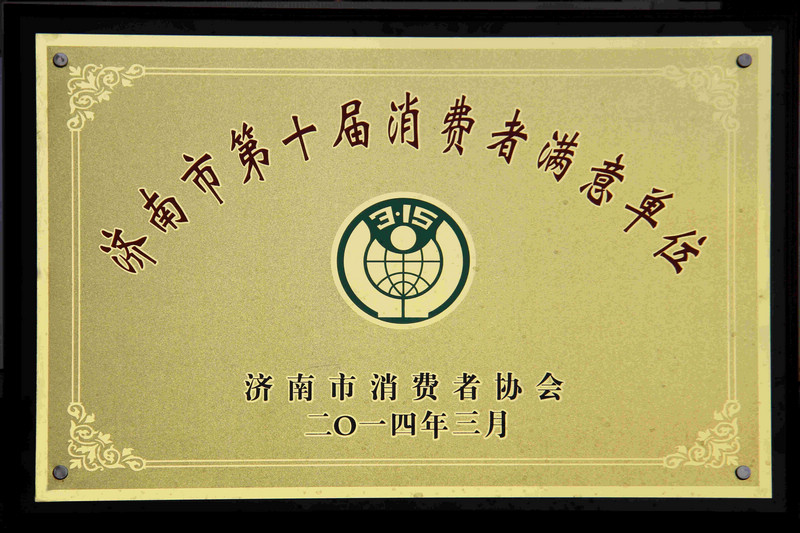 济南市第十届消费者满意单位
3·15
济南市消费者协会
二〇一四年三月